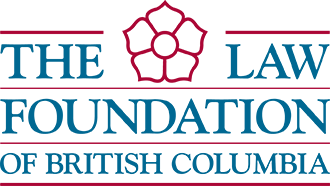 THE LAW
FOUNDATION
OF BRITISH COLUMBIA